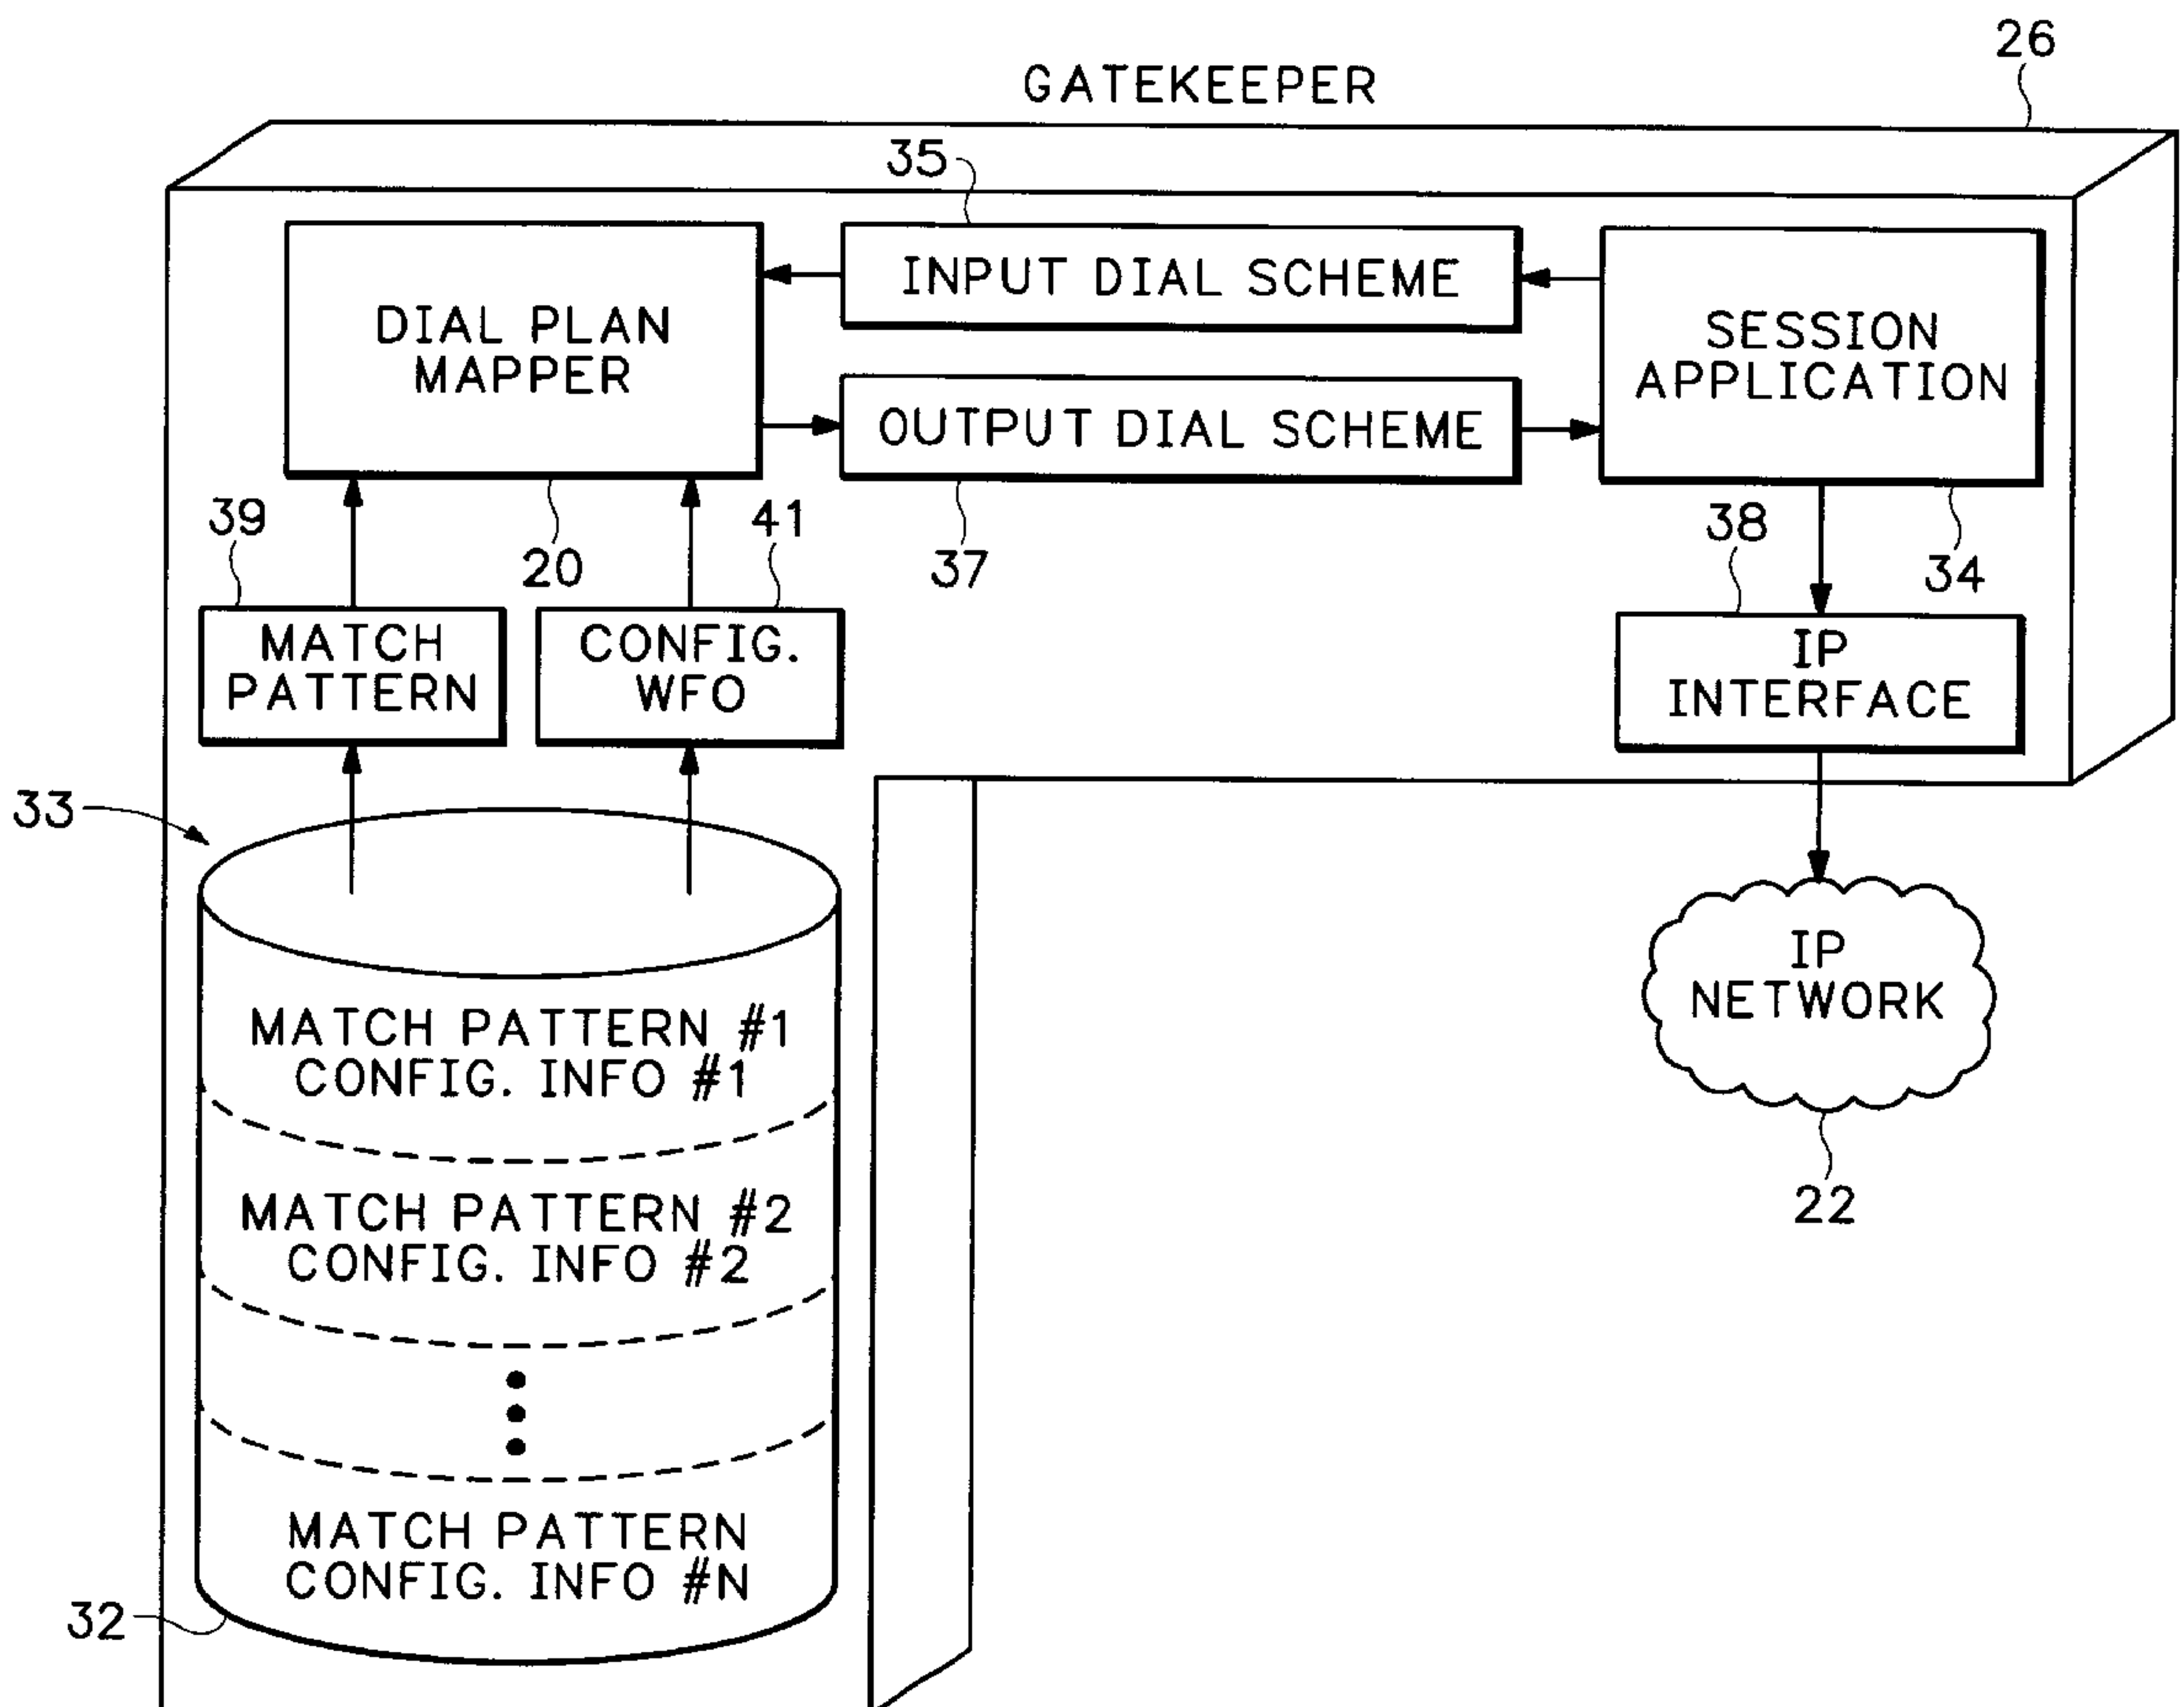 26
GATEKEEPER
35
INPUT DIAL SCHEME
DIAL PLAN
MAPPER
SESSION
APPLICATION
OUTPUT DIAL SCHEME
39
41
38
20
37
34
MATCH
PATTERN
CONFIG.
WFO
IP
INTERFACE
33
IP
NETWORK
MATCH PATTERN #1
CONFIG. INFO #1
22
MATCH PATTERN #2
CONFIG. INFO #2
MATCH PATTERN
CONFIG. INFO #N
32